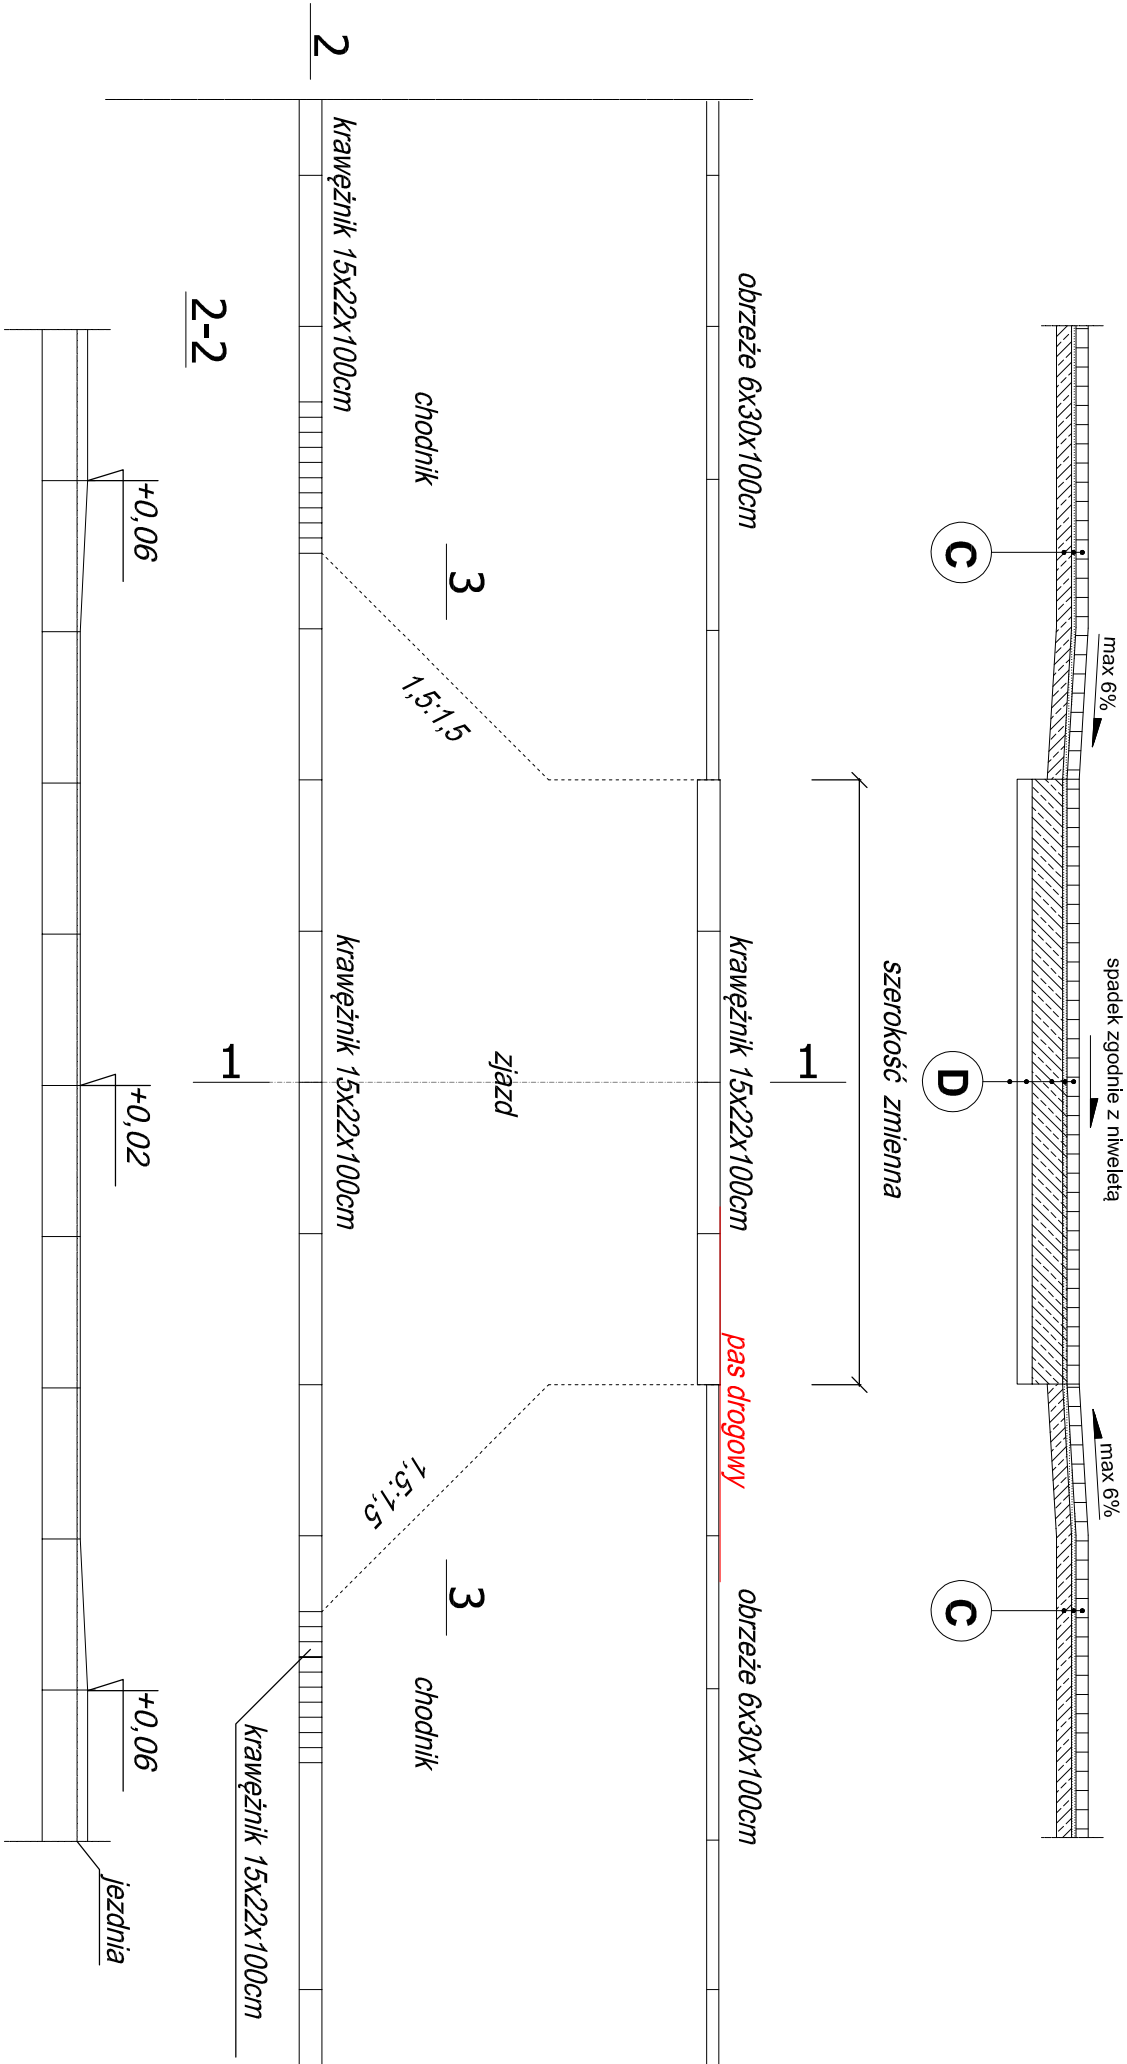 max 6%
spadek zgodnie z niweletą
max 6%
C
D
C
szerokość zmienna
1
obrzeże 6x30x100cm
krawężnik 15x22x100cm
pas drogowy
obrzeże 6x30x100cm
3
3
chodnik
1,5:1,5
zjazd
1,5:1,5
chodnik
2
krawężnik 15x22x100cm
krawężnik 15x22x100cm
1
krawężnik 15x22x100cm
2-2
+0,06
+0,02
+0,06
jezdnia